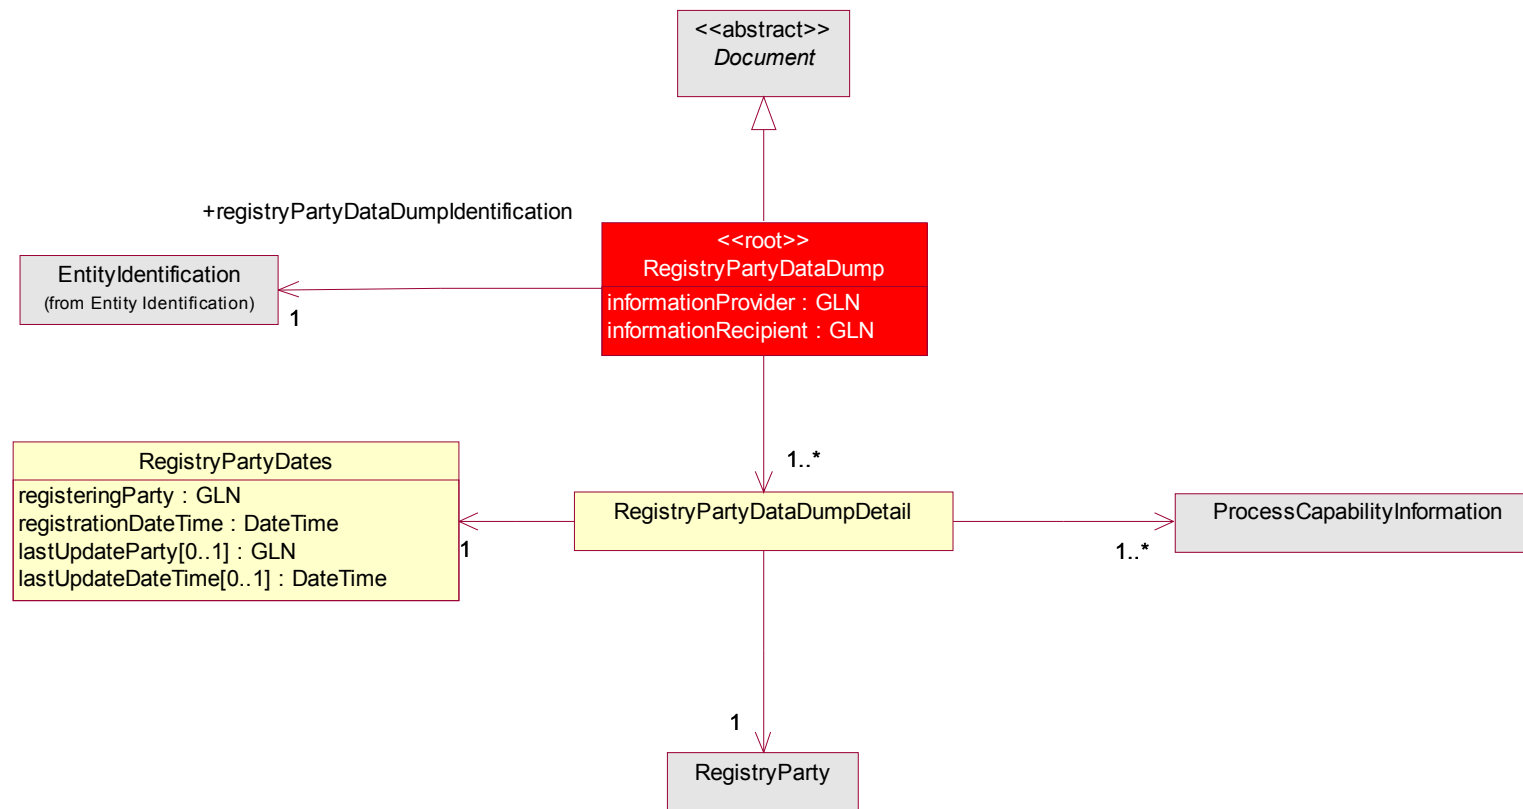 <<abstract>>
Document
+registryPartyDataDumpIdentification
<<root>>
RegistryPartyDataDump
informationProvider : GLN
informationRecipient : GLN
EntityIdentification
(from Entity Identification)
1
1..*
RegistryPartyDates
registeringParty : GLN
registrationDateTime : DateTime
lastUpdateParty[0..1] : GLN
lastUpdateDateTime[0..1] : DateTime
1
RegistryPartyDataDumpDetail
1..*
ProcessCapabilityInformation
1
RegistryParty